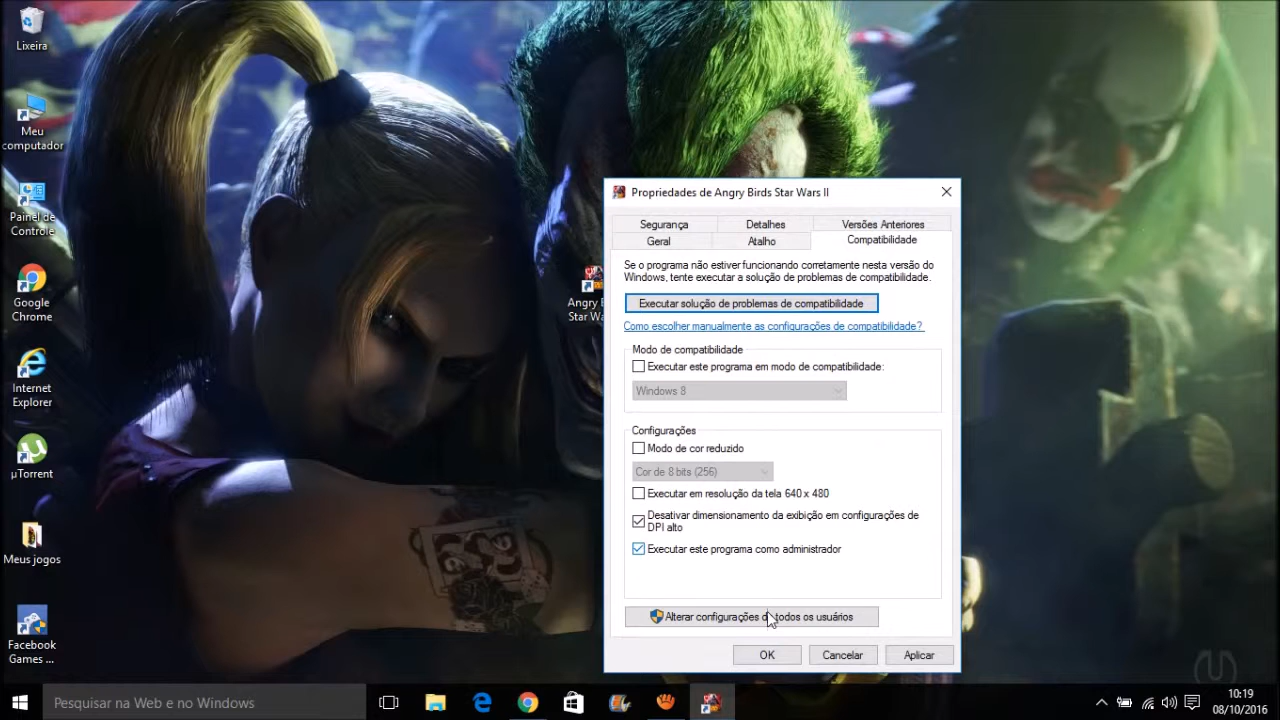 Lixeira
Meu
computador
Painel de
Controle
Google
Chrome
Internet
Explorer
µTorrent
Meus jogos
Facebook
Games ...
Angry B
Star Wa
Propriedades de Angry Birds Star Wars II
Segurança Detalhes Versões Anteriores
Geral Atalho Compatibilidade
Se o programa não estiver funcionando corretamente nesta versão do
Windows, tente executar a solução de problemas de compatibilidade.
Executar solução de problemas de compatibilidade
Como escolher manualmente as configurações de compatibilidade?
Modo de compatibilidade
Executar este programa em modo de compatibilidade:
Windows 8
Configurações
Modo de cor reduzido
Cor de 8 bits (256)
Executar em resolução da tela 640 x 480
Desativar dimensionamento da exibição em configurações de
DPI alto
Executar este programa como administrador
Alterar configurações d todos os usuários
OK Cancelar Aplicar
Pesquisar na Web e no Windows
10:19
08/10/2016